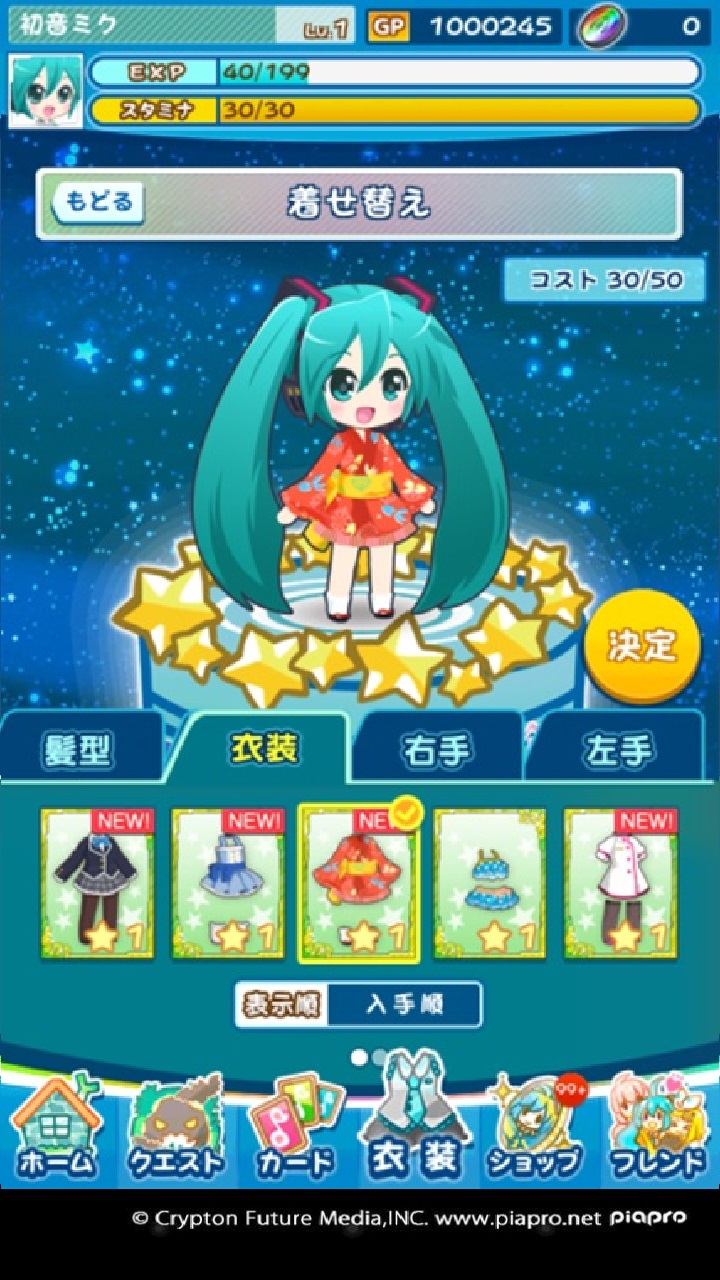 初音ミク Lv.1 GP 1000245 0
EXP 40/199
スタミナ 30/30
もどる 着せ替え
コスト 30/50
決定
髪型 衣装 右手 左手
NEW! NEW! NEW NEW!
1 1 1 1 1
表示順 入手順
99+
ホーム クエスト カード 衣装 ショップ フレンド
© Crypton Future Media,INC. www.piapro.net piapro